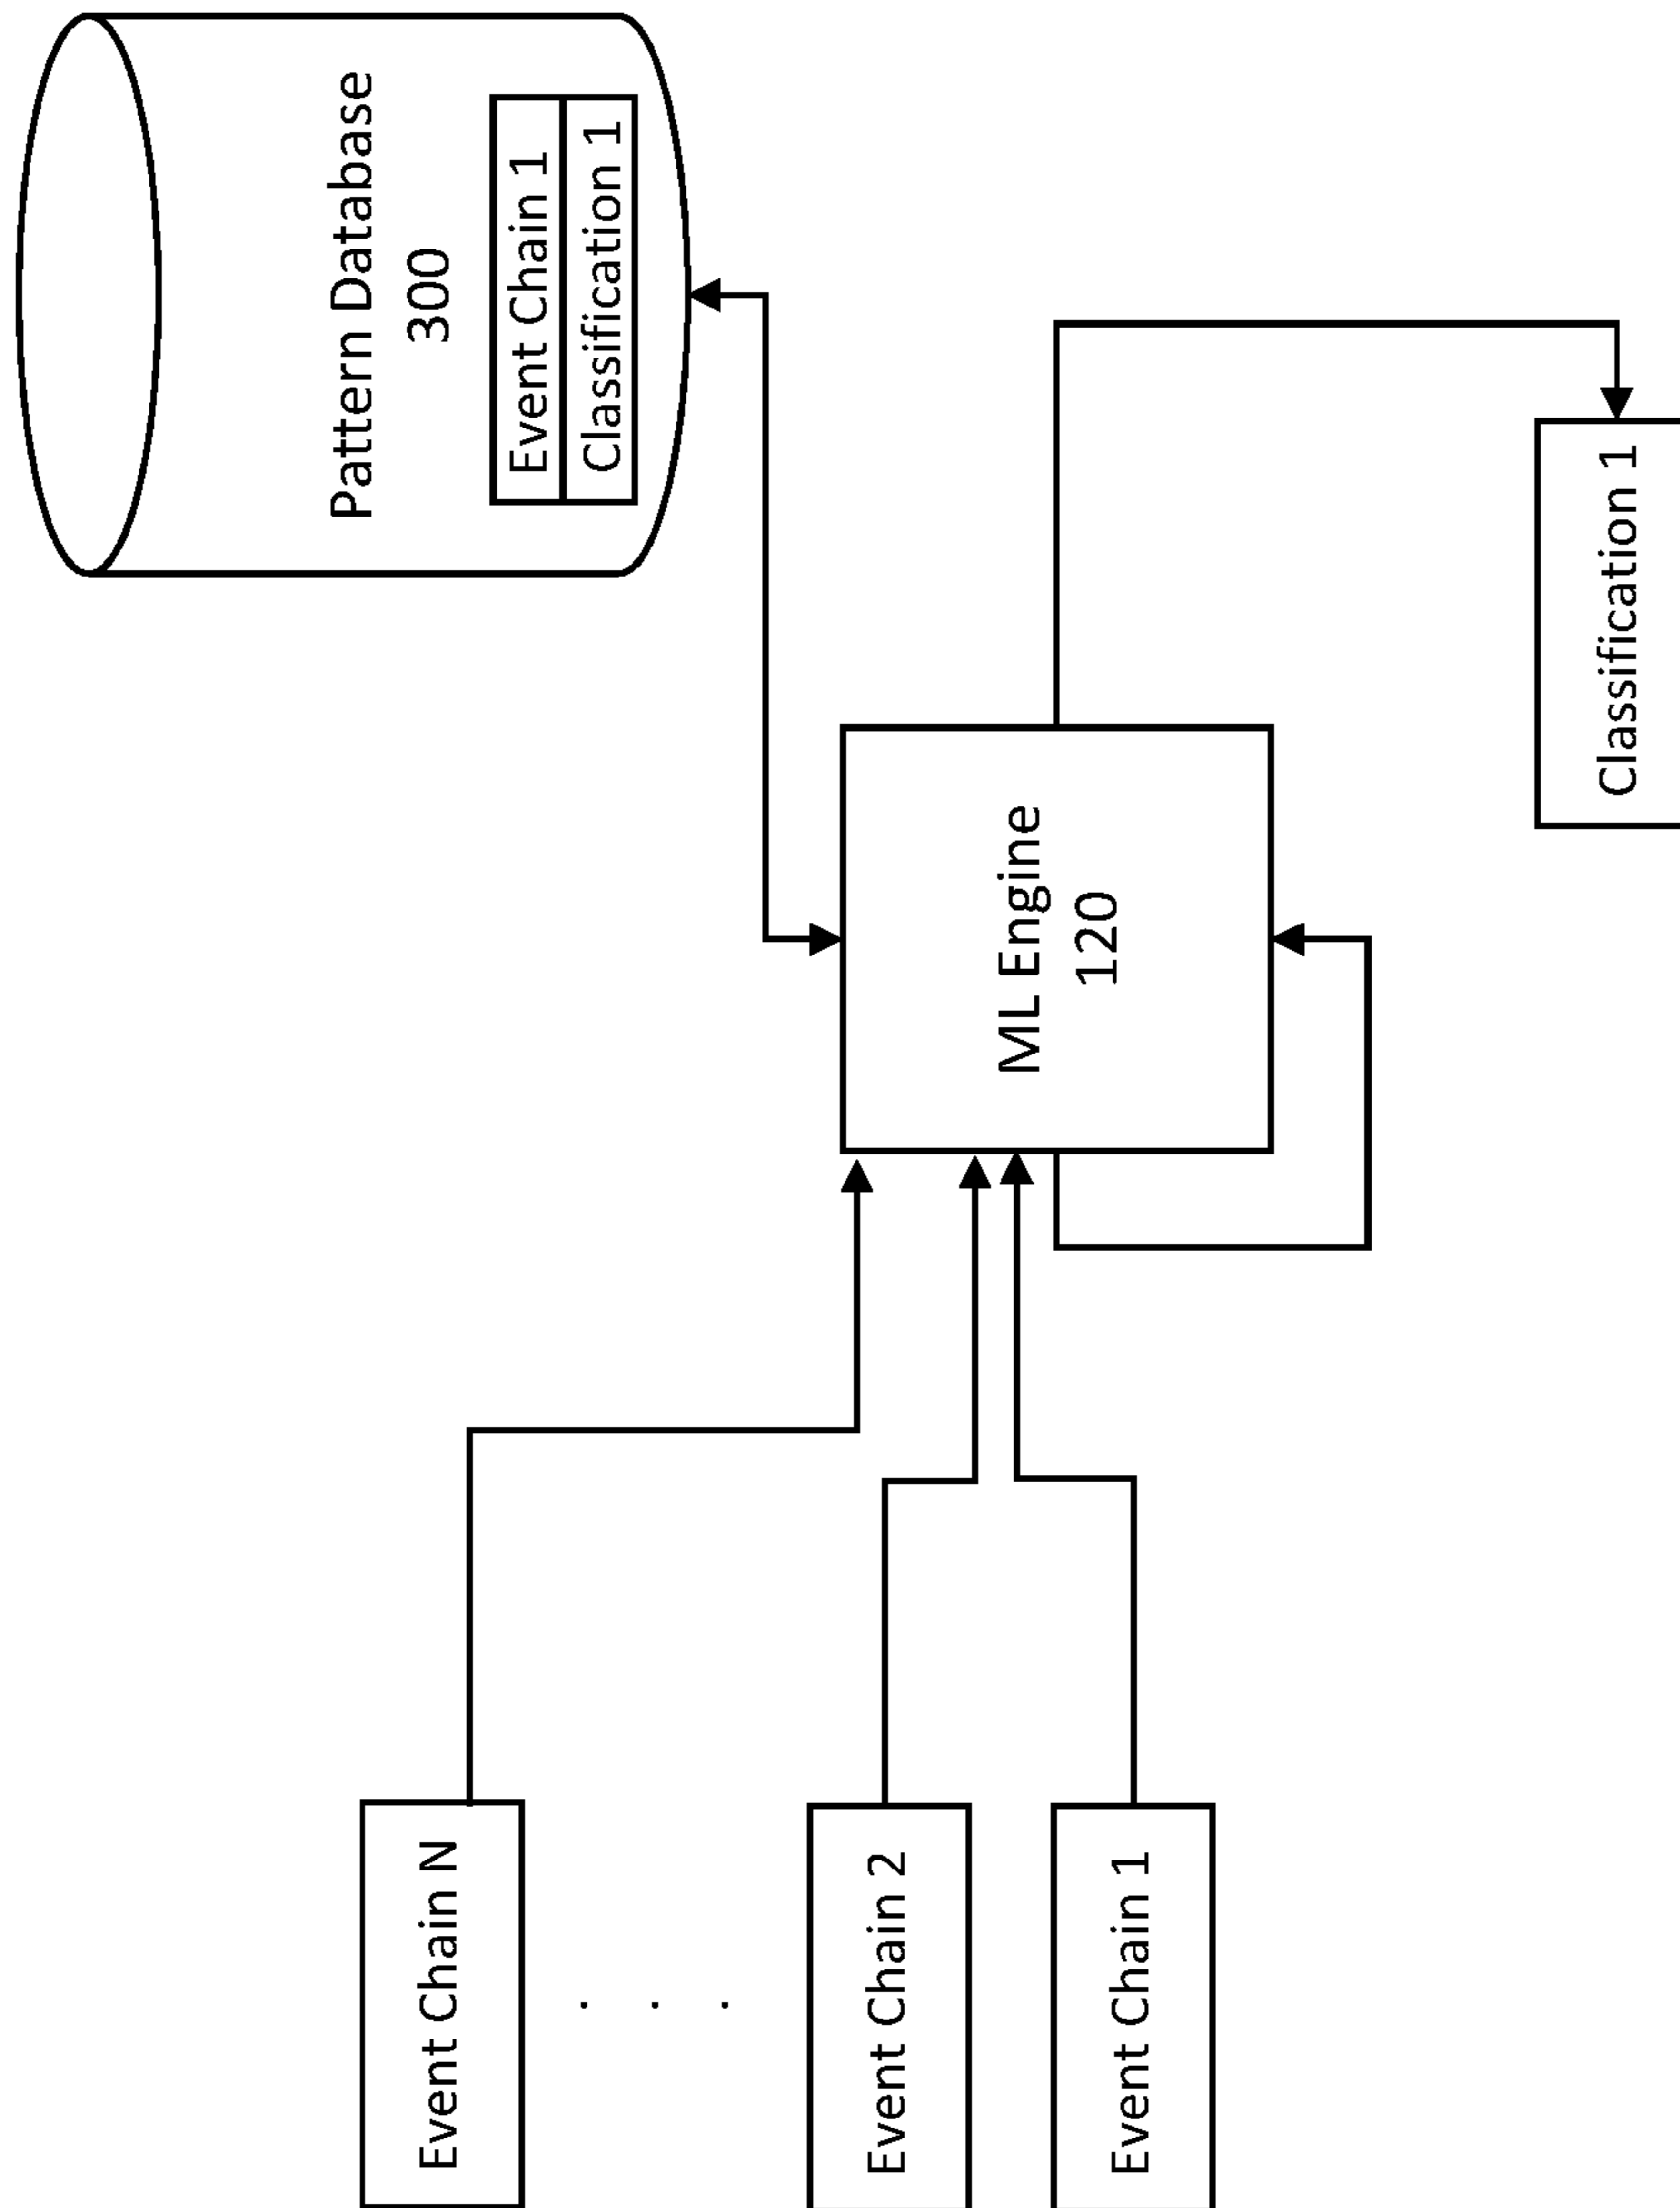 Pattern Database
300
Event Chain 1
Classification 1
Event Chain N
.
.
.
Event Chain 2
Event Chain 1
ML Engine
120
Classification 1